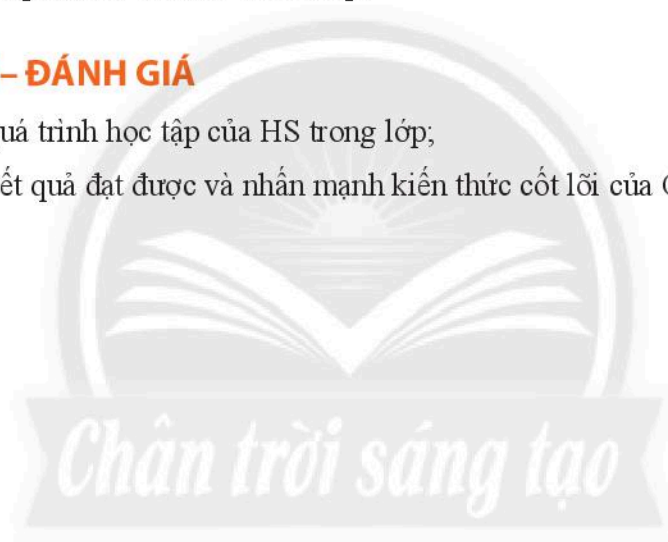 – ĐÁNH GIÁ
uá trình học tập của HS trong lớp;
ết quả đạt được và nhấn mạnh kiến thức cốt lõi của
Chân trời sáng tạo